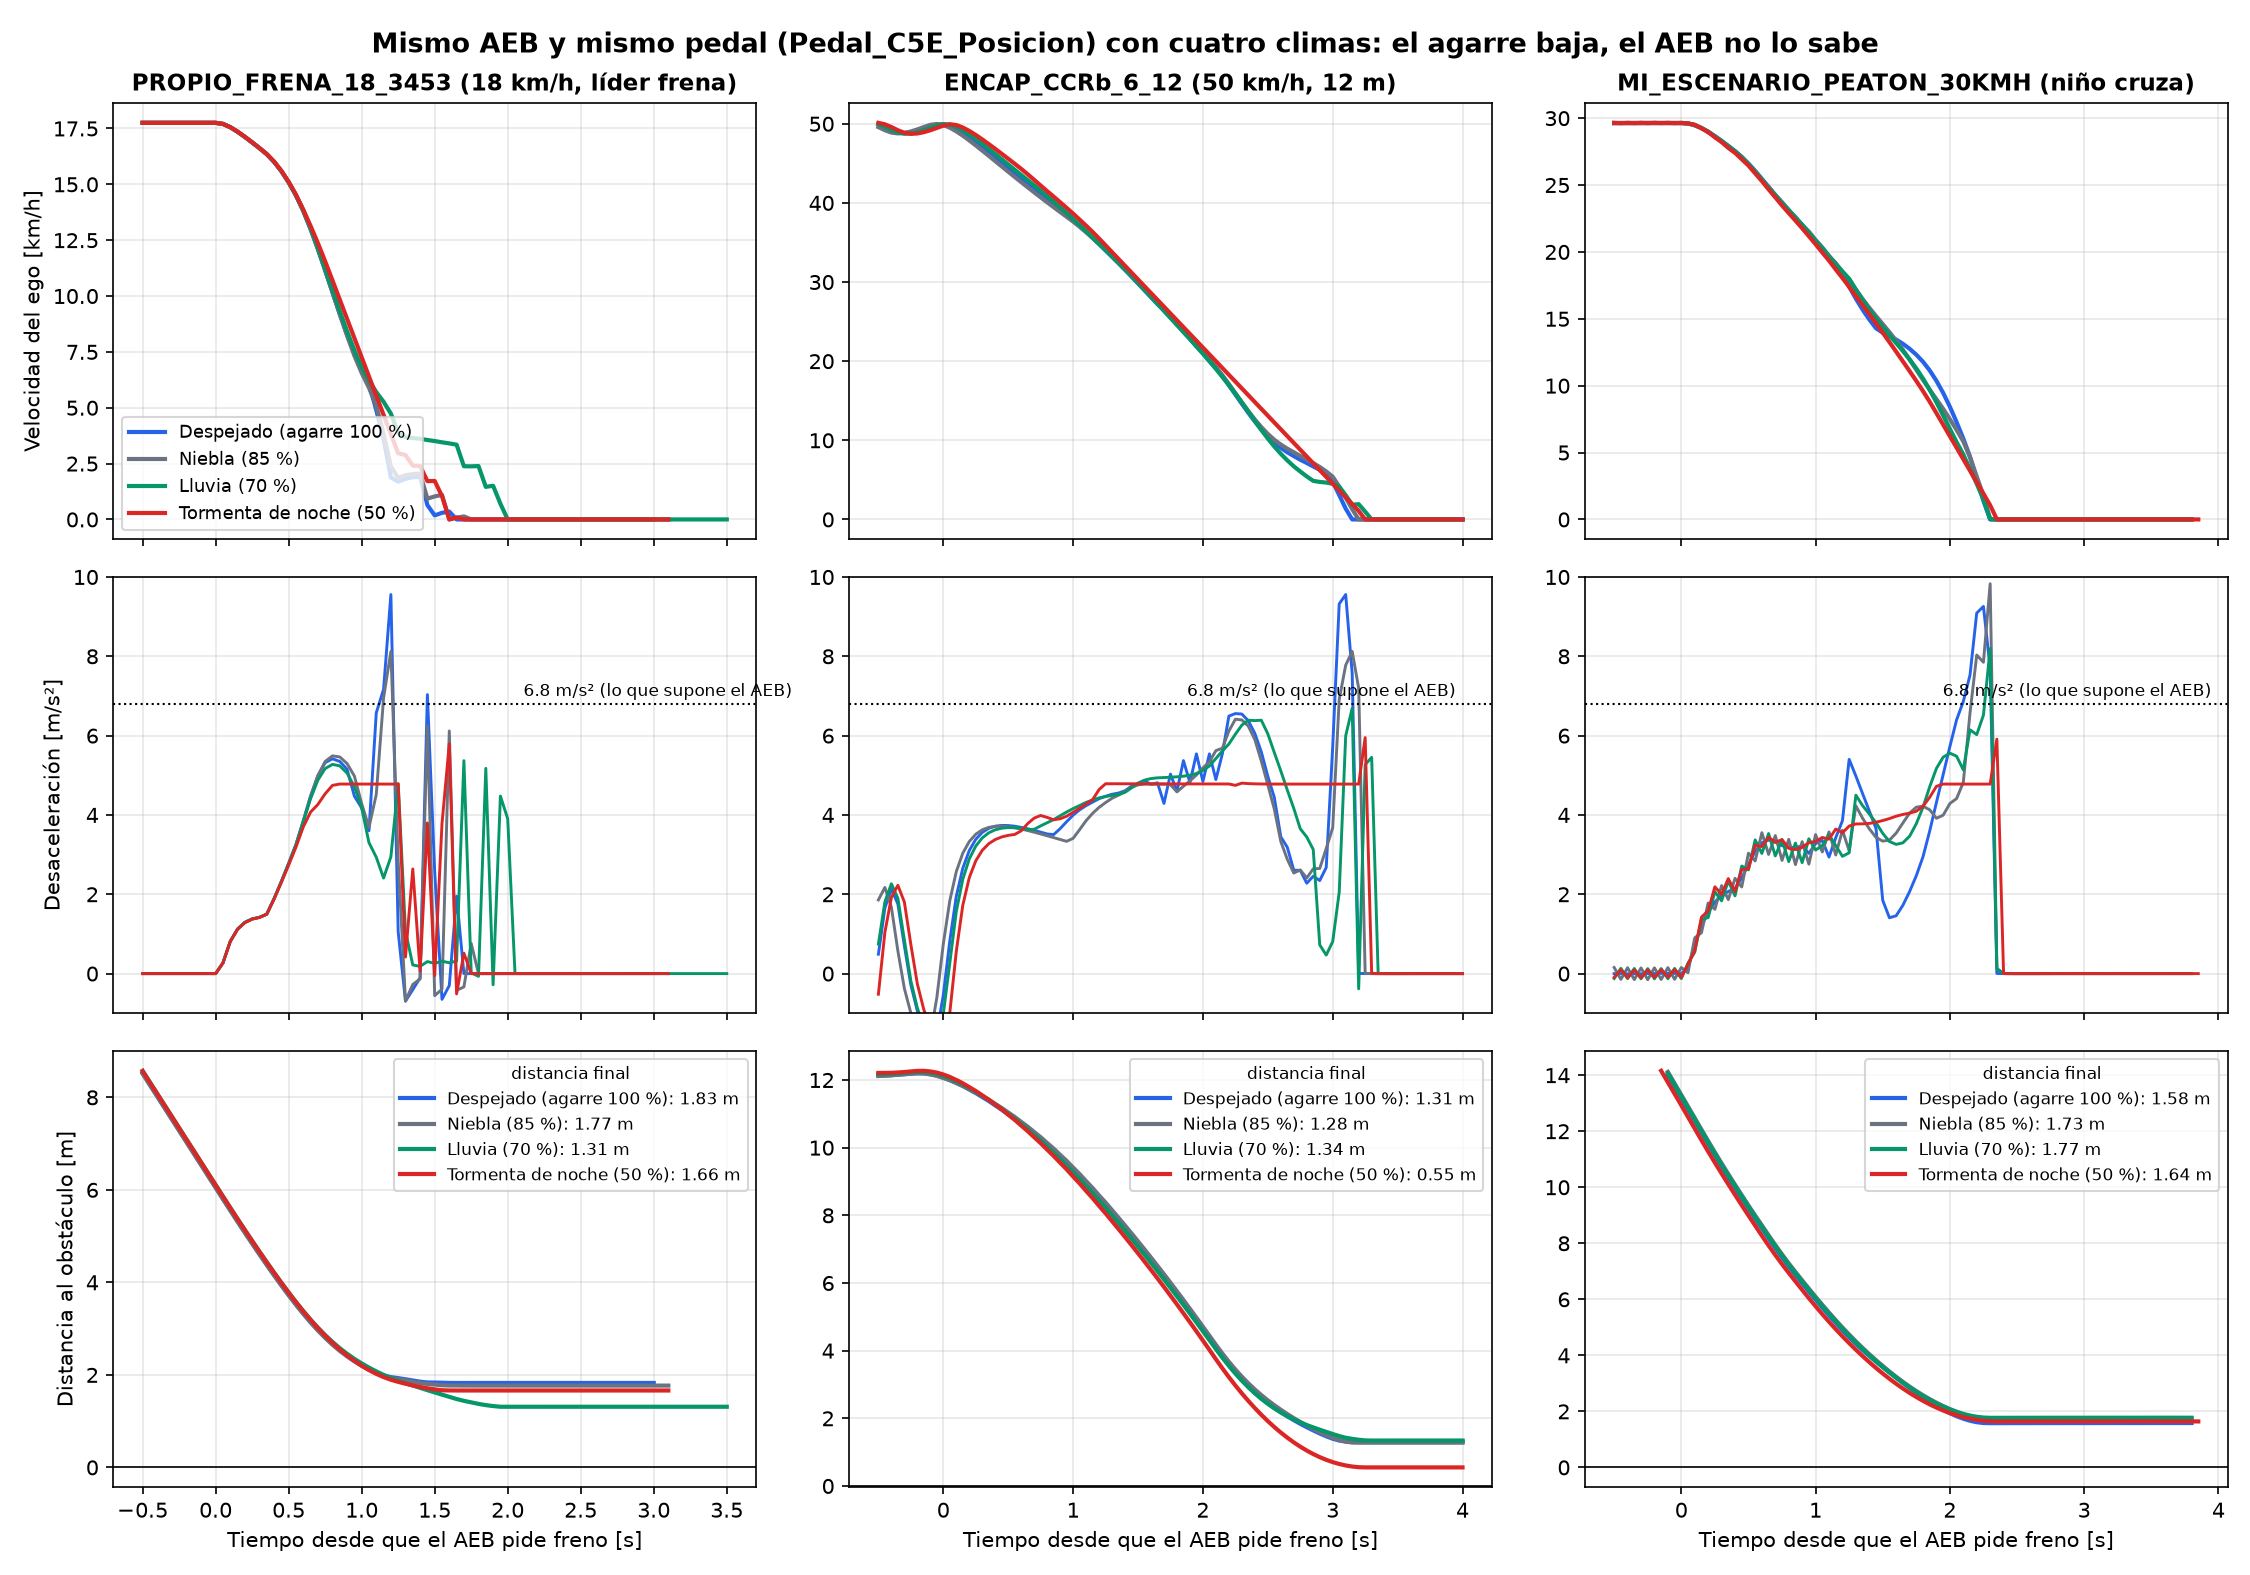 Mismo AEB y mismo pedal (Pedal_C5E_Posicion) con cuatro climas: el agarre baja, el AEB no lo sabe
PROPIO_FRENA_18_3453 (18 km/h, líder frena)
ENCAP_CCRb_6_12 (50 km/h, 12 m)
MI_ESCENARIO_PEATON_30KMH (niño cruza)
Velocidad del ego [km/h]
17.5
15.0
12.5
10.0
7.5
5.0
2.5
0.0
Despejado (agarre 100 %)
Niebla (85 %)
Lluvia (70 %)
Tormenta de noche (50 %)
50
40
30
20
10
0
30
25
20
15
10
5
0
Desaceleración [m/s²]
10
8
6
4
2
0
6.8 m/s² (lo que supone el AEB)
10
8
6
4
2
0
6.8 m/s² (lo que supone el AEB)
10
8
6
4
2
0
6.8 m/s² (lo que supone el AEB)
Distancia al obstáculo [m]
8
6
4
2
0
distancia final
Despejado (agarre 100 %): 1.83 m
Niebla (85 %): 1.77 m
Lluvia (70 %): 1.31 m
Tormenta de noche (50 %): 1.66 m
−0.5 0.0 0.5 1.0 1.5 2.0 2.5 3.0 3.5
Tiempo desde que el AEB pide freno [s]
12
10
8
6
4
2
0
distancia final
Despejado (agarre 100 %): 1.31 m
Niebla (85 %): 1.28 m
Lluvia (70 %): 1.34 m
Tormenta de noche (50 %): 0.55 m
0 1 2 3 4
Tiempo desde que el AEB pide freno [s]
14
12
10
8
6
4
2
0
distancia final
Despejado (agarre 100 %): 1.58 m
Niebla (85 %): 1.73 m
Lluvia (70 %): 1.77 m
Tormenta de noche (50 %): 1.64 m
0 1 2 3 4
Tiempo desde que el AEB pide freno [s]